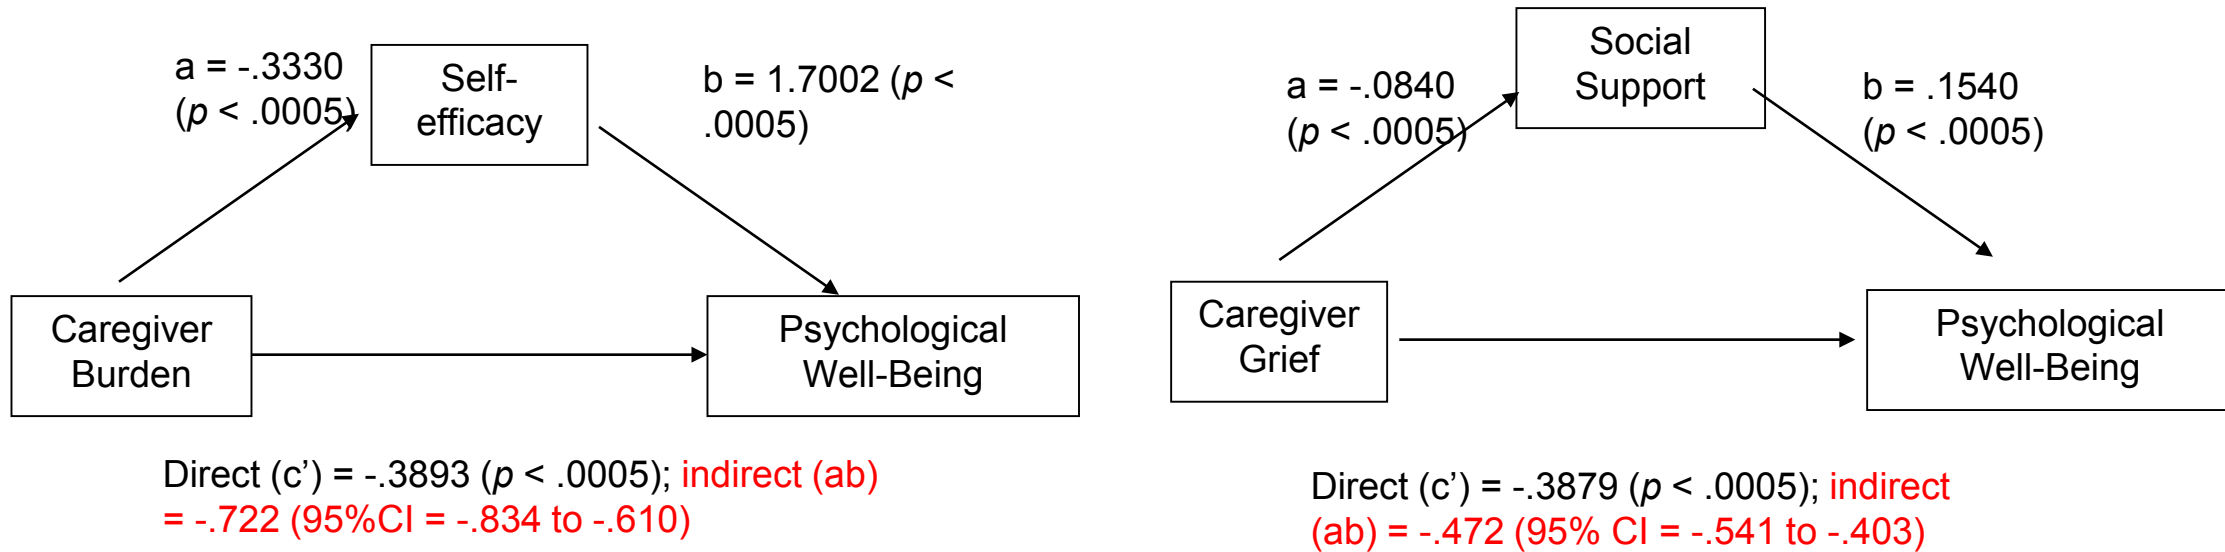 a = -.3330
(p < .0005)
Self-
efficacy
b = 1.7002 (p <
.0005)
Caregiver
Burden
Psychological
Well-Being
Direct (c’) = -.3893 (p < .0005); indirect (ab)
= -.722 (95%CI = -.834 to -.610)
a = -.0840
(p < .0005)
Social
Support
b = .1540
(p < .0005)
Caregiver
Grief
Psychological
Well-Being
Direct (c’) = -.3879 (p < .0005); indirect
(ab) = -.472 (95% CI = -.541 to -.403)